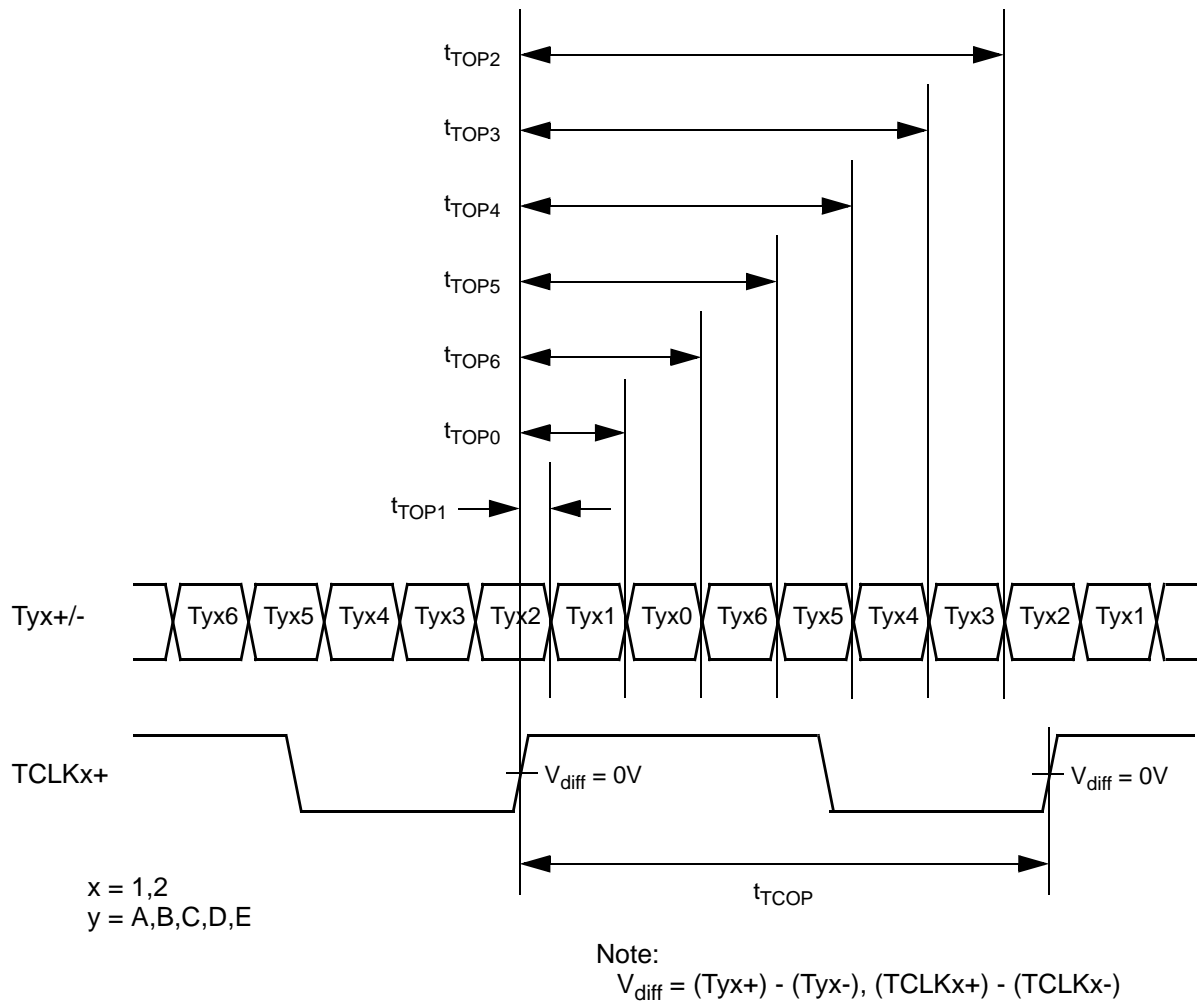 tTOP2
tTOP3
tTOP4
tTOP5
tTOP6
tTOP0
tTOP1
Tyx+/- Tyx6 Tyx5 Tyx4 Tyx3 Tyx2 Tyx1 Tyx0 Tyx6 Tyx5 Tyx4 Tyx3 Tyx2 Tyx1
TCLKx+ Vdiff = 0V Vdiff = 0V
tTCOP
x = 1,2
y = A,B,C,D,E
Note:
Vdiff = (Tyx+) - (Tyx-), (TCLKx+) - (TCLKx-)